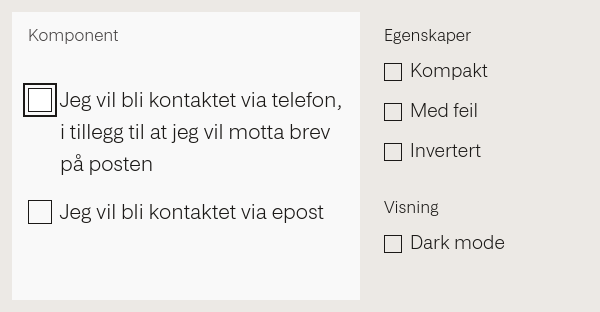 Komponent
Jeg vil bli kontaktet via telefon,
i tillegg til at jeg vil motta brev
på posten
Jeg vil bli kontaktet via epost
Egenskaper
Kompakt
Med feil
Invertert
Visning
Dark mode